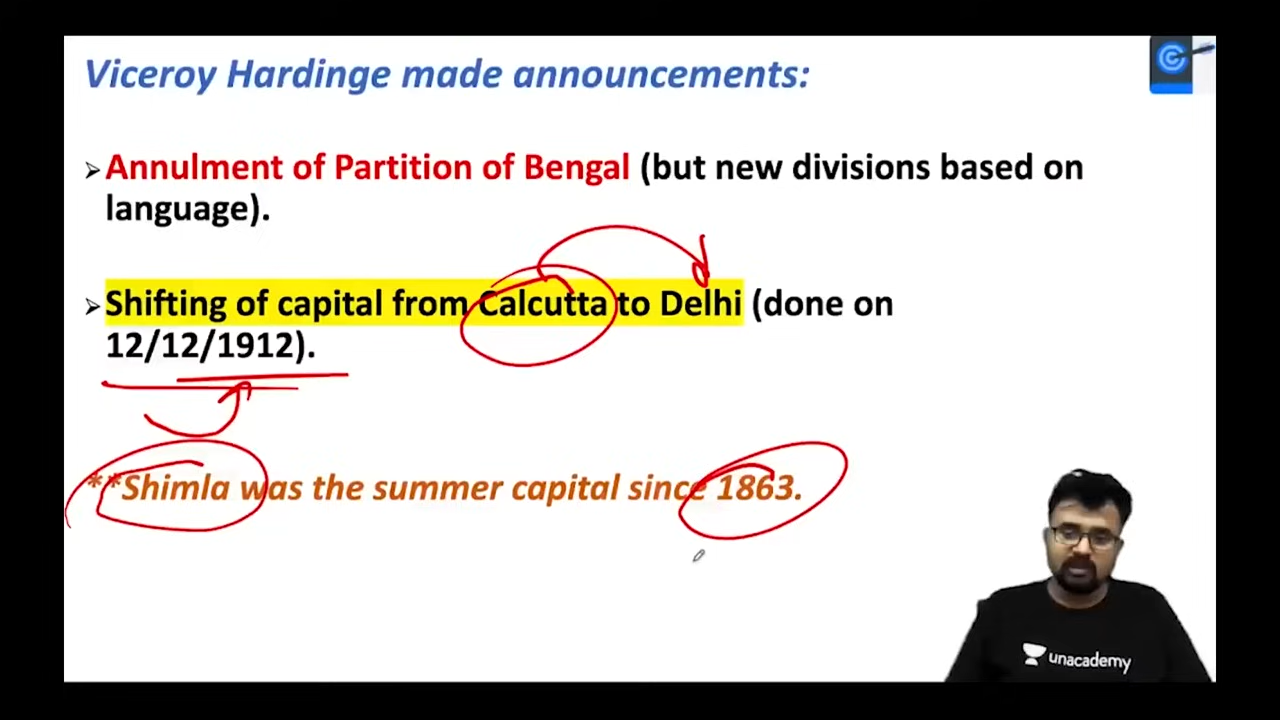 Viceroy Hardinge made announcements:
➢Annulment of Partition of Bengal (but new divisions based on
language).
➢Shifting of capital from Calcutta to Delhi (done on
12/12/1912).
**Shimla was the summer capital since 1863.
unacademy